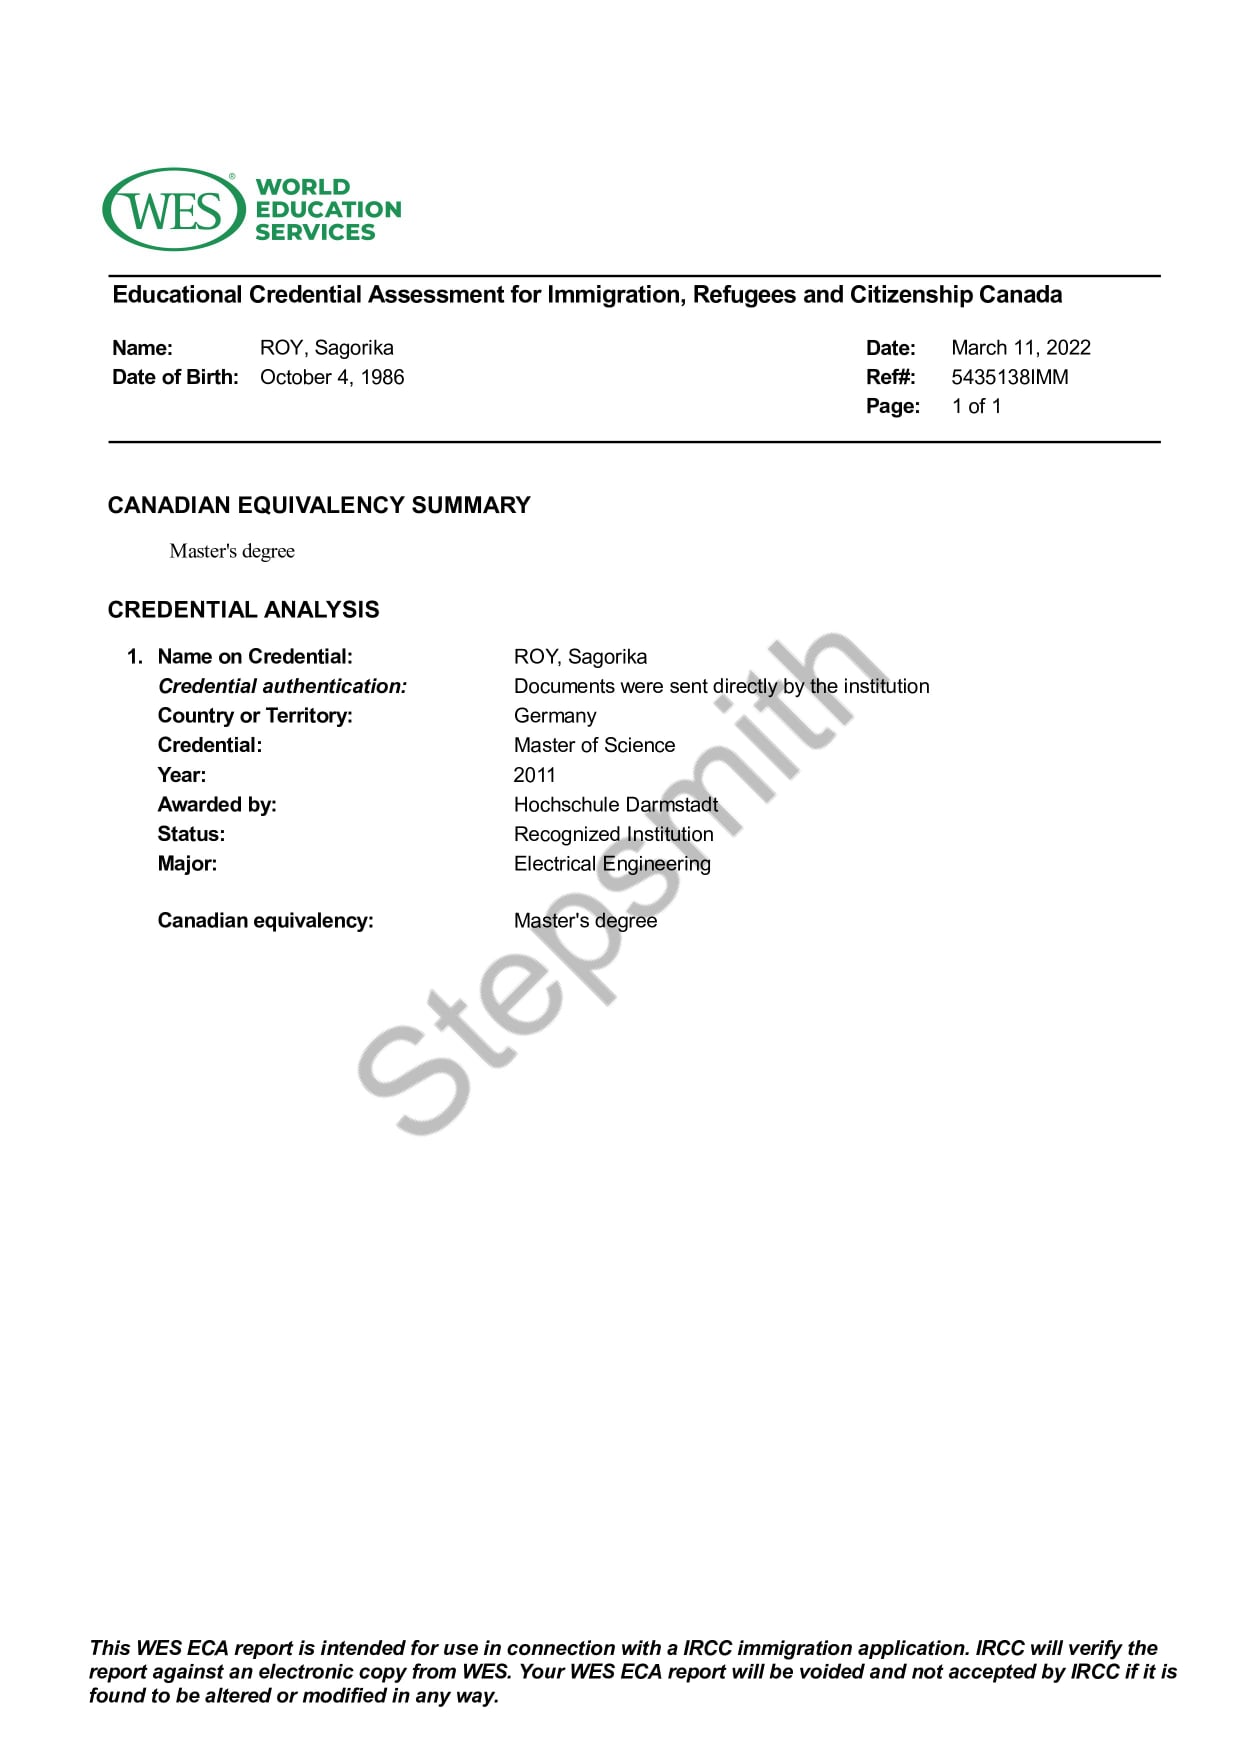 WES®
WORLD
EDUCATION
SERVICES
Educational Credential Assessment for Immigration, Refugees and Citizenship Canada
Name: ROY, Sagorika Date: March 11, 2022
Date of Birth: October 4, 1986 Ref#: 5435138IMM
Page: 1 of 1
CANADIAN EQUIVALENCY SUMMARY
Master's degree
CREDENTIAL ANALYSIS
1. Name on Credential: ROY, Sagorika
Credential authentication: Documents were sent directly by the institution
Country or Territory: Germany
Credential: Master of Science
Year: 2011
Awarded by: Hochschule Darmstadt
Status: Recognized Institution
Major: Electrical Engineering
Canadian equivalency: Master's degree
Stepsmith
This WES ECA report is intended for use in connection with a IRCC immigration application. IRCC will verify the
report against an electronic copy from WES. Your WES ECA report will be voided and not accepted by IRCC if it is
found to be altered or modified in any way.